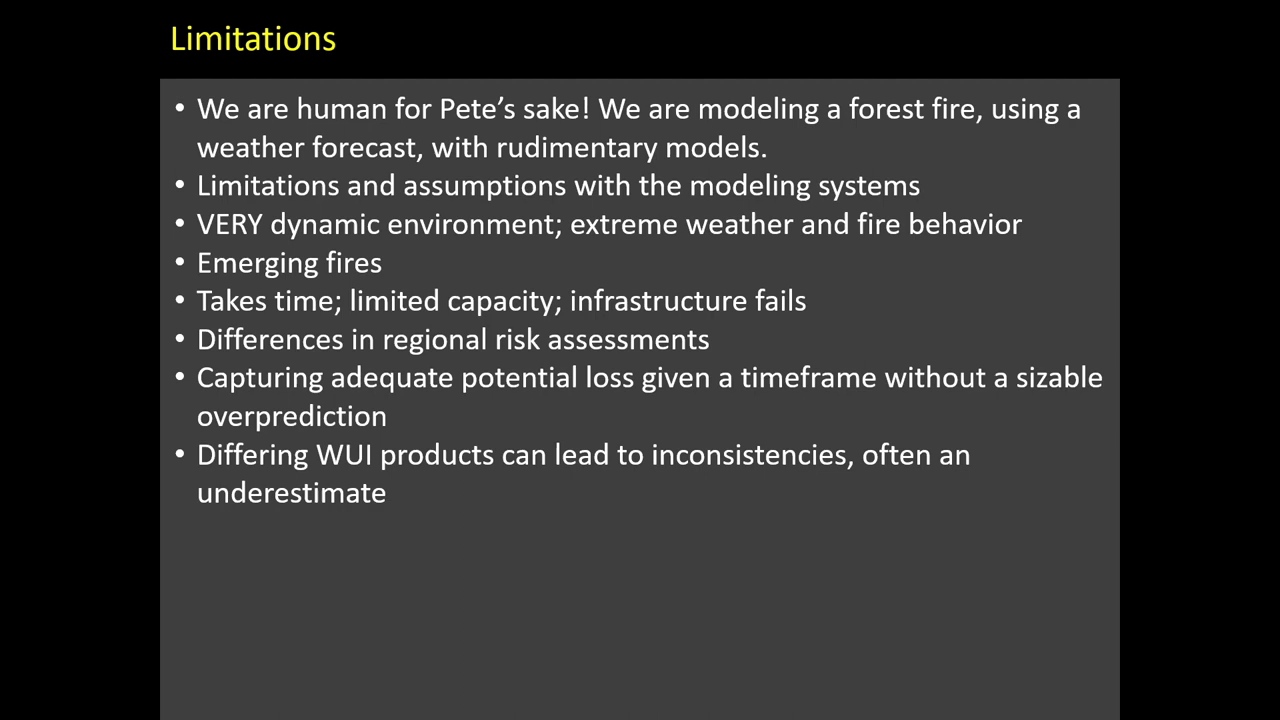 Limitations
• We are human for Pete’s sake! We are modeling a forest fire, using a
weather forecast, with rudimentary models.
• Limitations and assumptions with the modeling systems
• VERY dynamic environment; extreme weather and fire behavior
• Emerging fires
• Takes time; limited capacity; infrastructure fails
• Differences in regional risk assessments
• Capturing adequate potential loss given a timeframe without a sizable
overprediction
• Differing WUI products can lead to inconsistencies, often an
underestimate